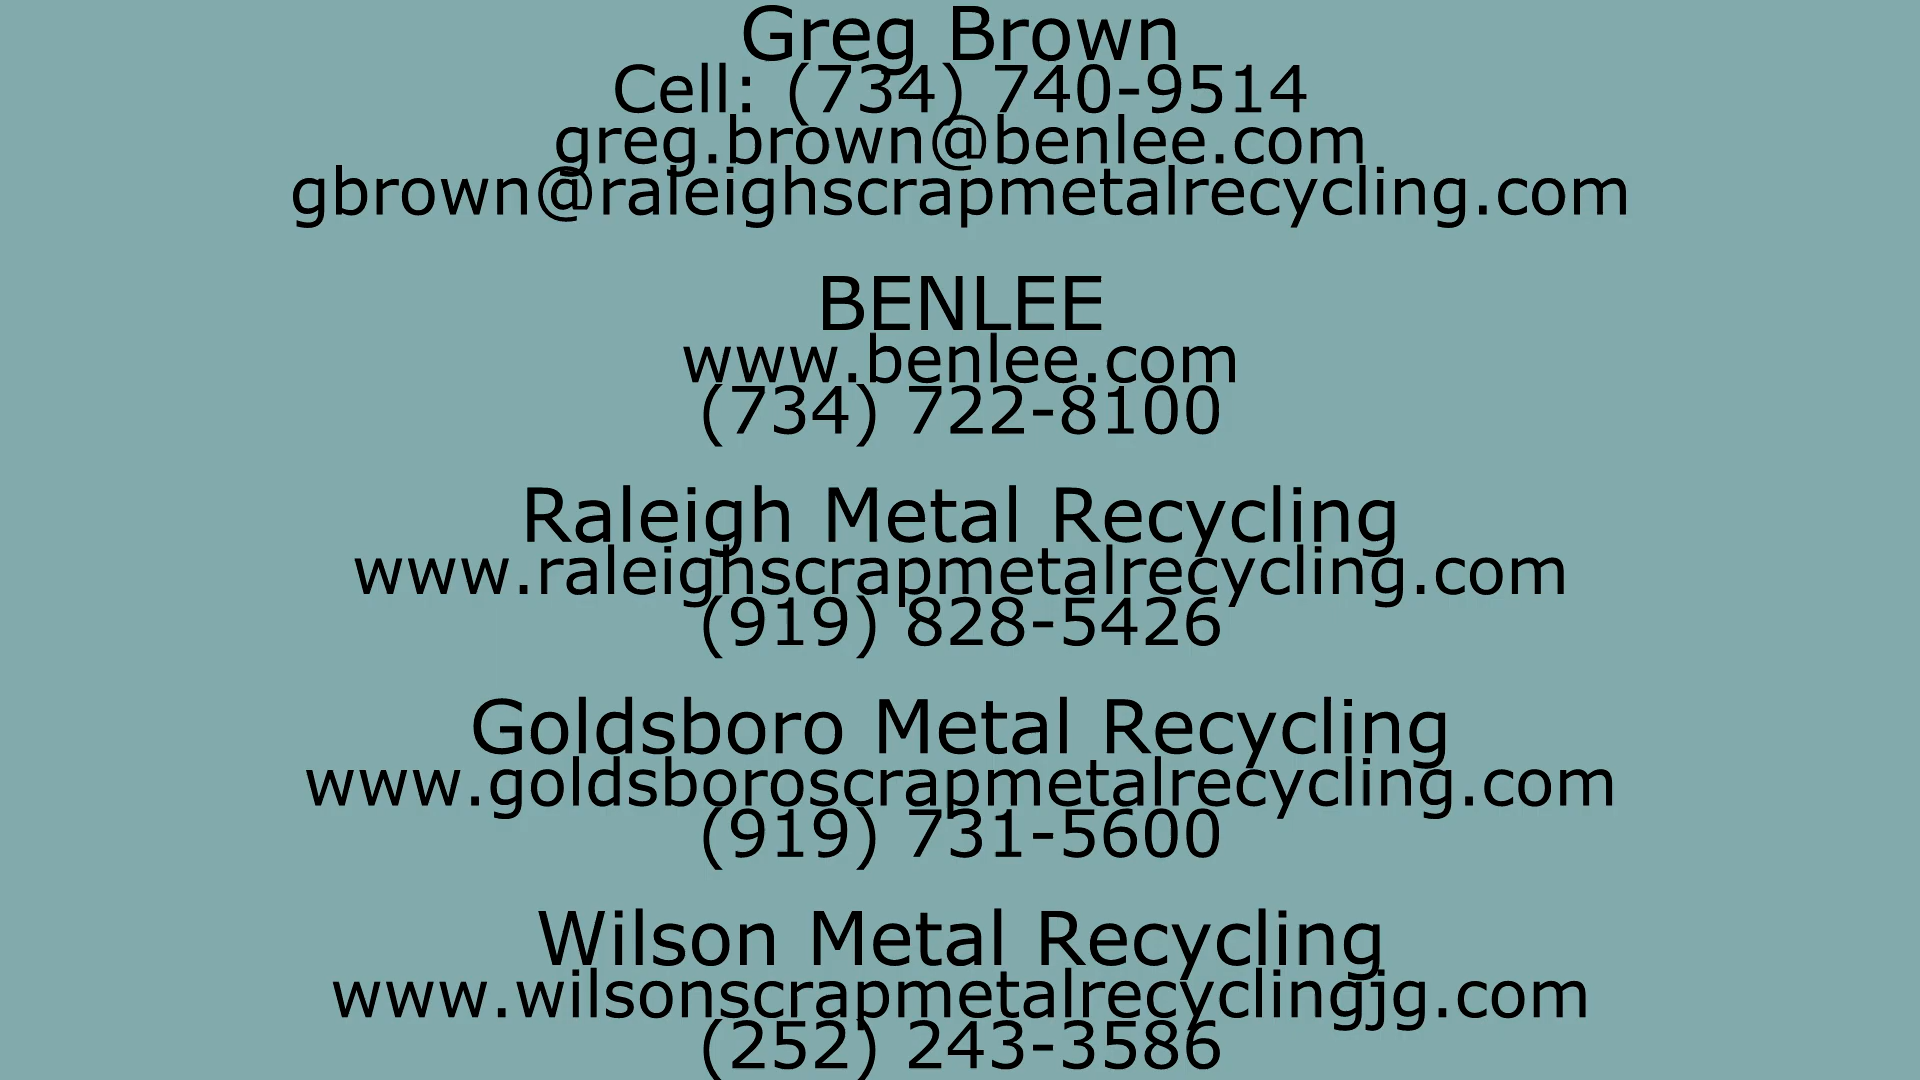 Greg Brown
Cell: (734) 740-9514
greg.brown@benlee.com
gbrown@raleighscrapmetalrecycling.com
BENLEE
www.benlee.com
(734) 722-8100
Raleigh Metal Recycling
www.raleighscrapmetalrecycling.com
(919) 828-5426
Goldsboro Metal Recycling
www.goldsboroscrapmetalrecycling.com
(919) 731-5600
Wilson Metal Recycling
www.wilsonscrapmetalrecyclingjg.com
(252) 243-3586